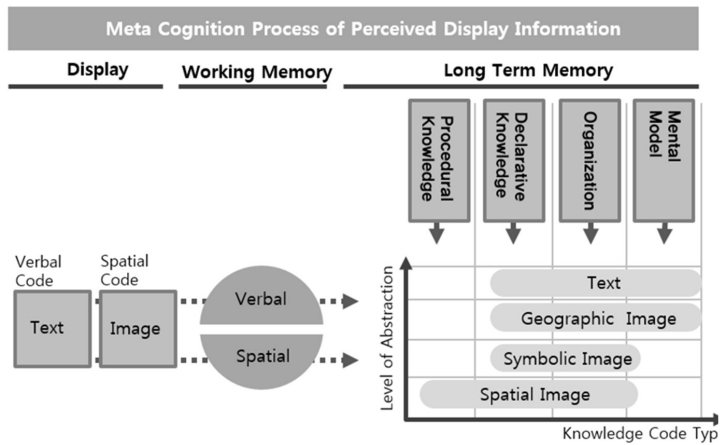 Meta Cognition Process of Perceived Display Information
Display
Working Memory
Long Term Memory
Procedural
Knowledge
Declarative
Knowledge
Organization
Mental
Model
Verbal
Code
Spatial
Code
Text
Image
Verbal
Spatial
Level of Abstraction
Text
Geographic Image
Symbolic Image
Spatial Image
Knowledge Code Typ